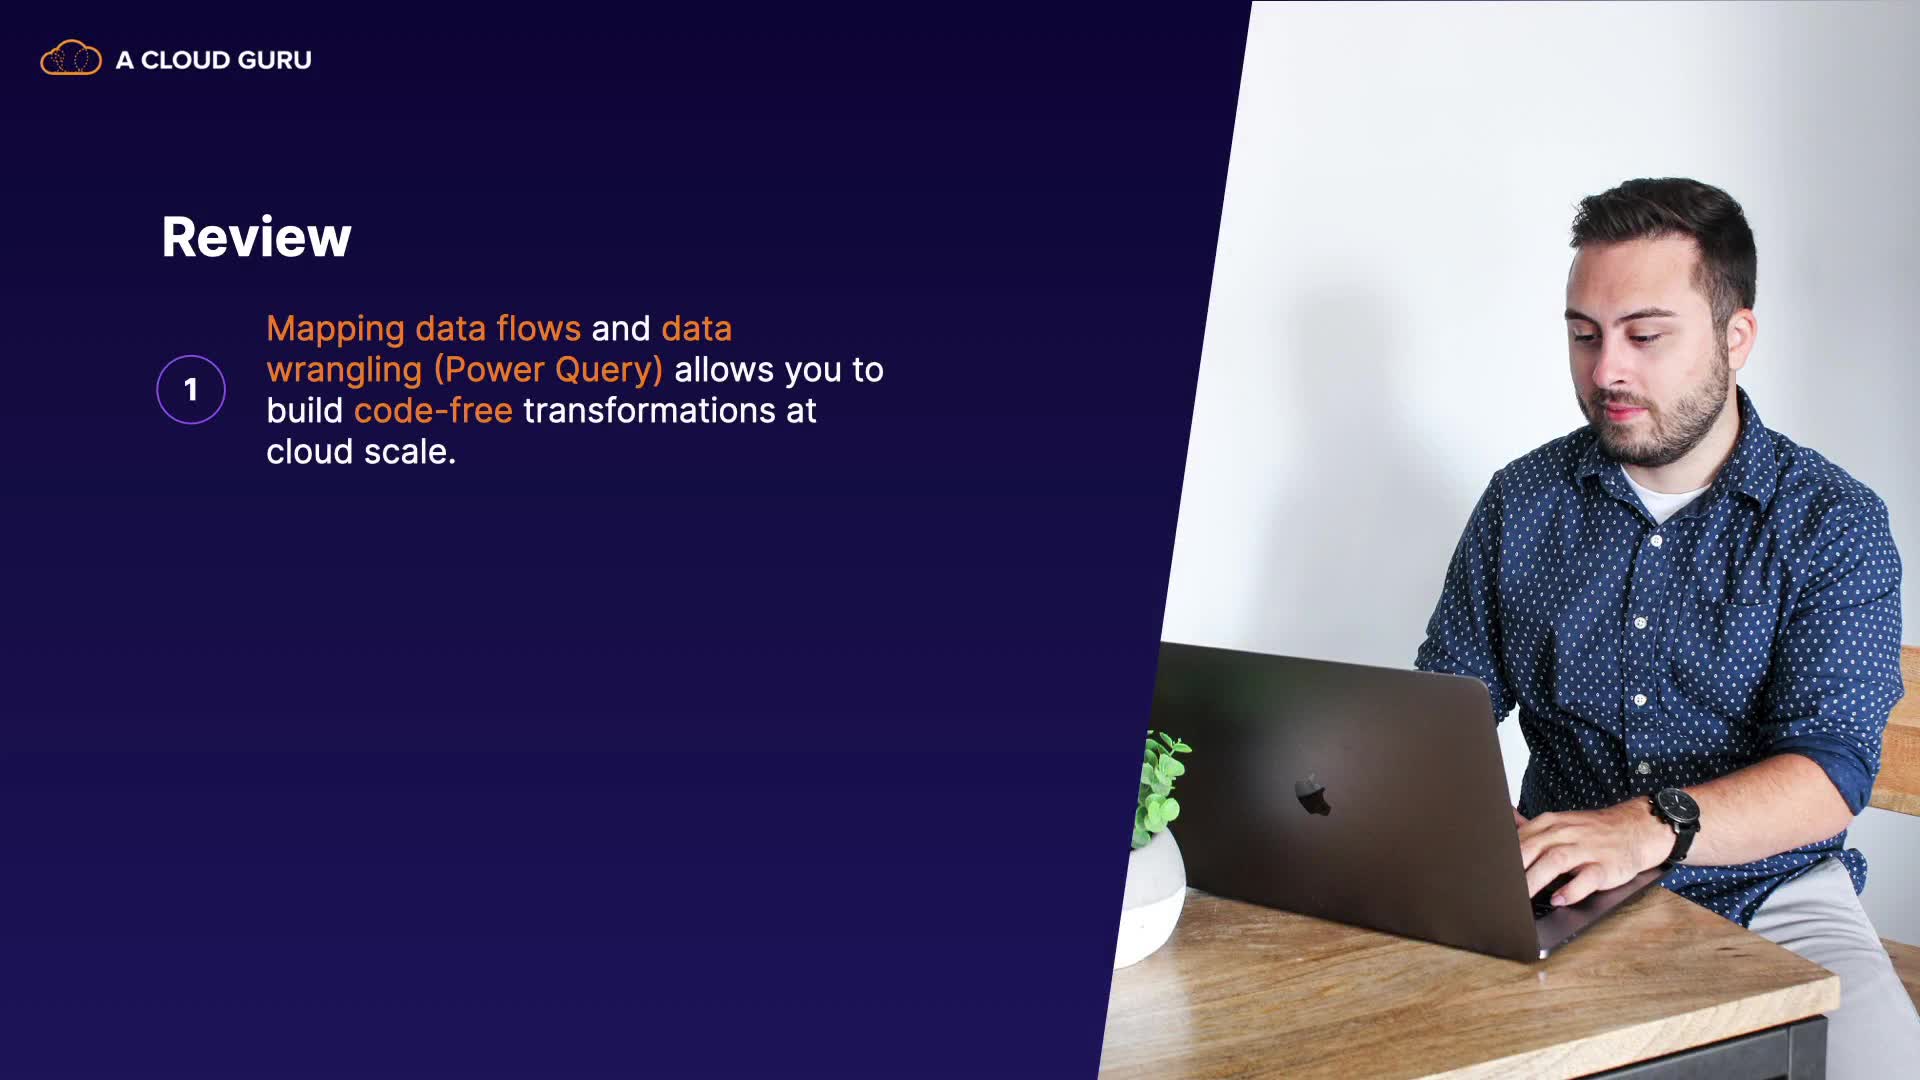 A CLOUD GURU
Review
1
Mapping data flows and data
wrangling (Power Query) allows you to
build code-free transformations at
cloud scale.